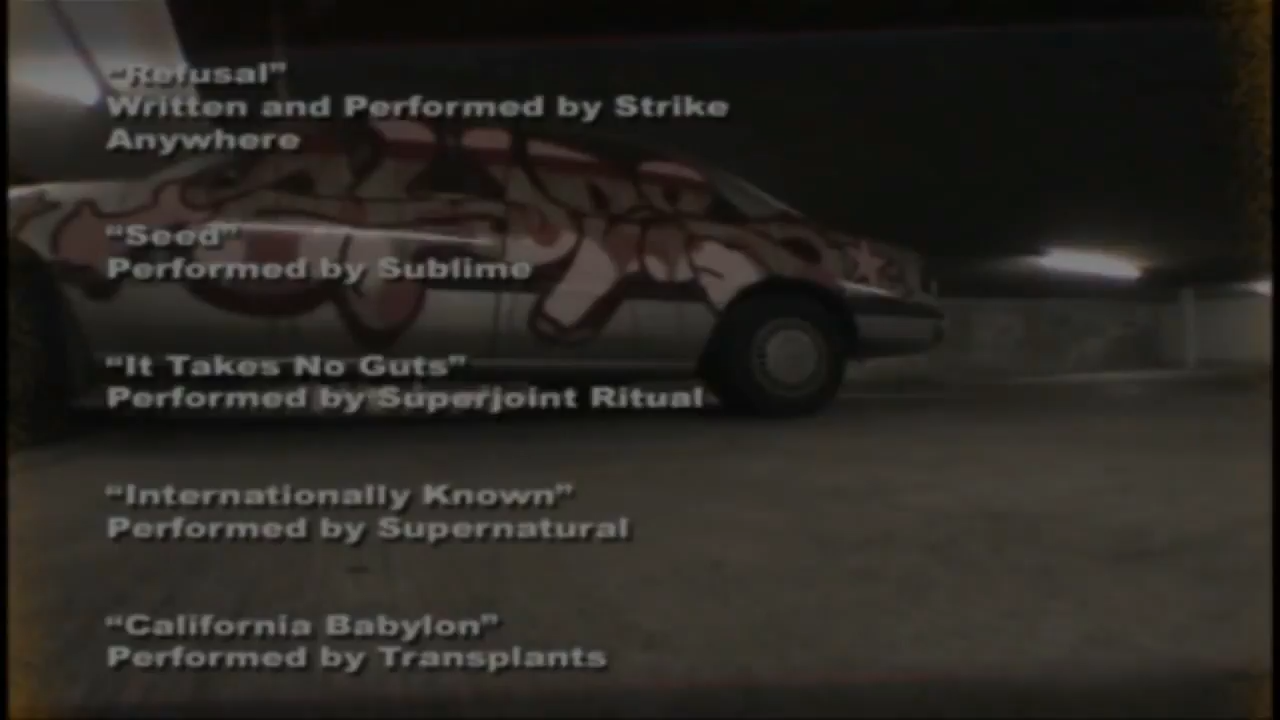 “Refusal”
Written and Performed by Strike
Anywhere
“Seed”
Performed by Sublime
“It Takes No Guts”
Performed by Superjoint Ritual
“Internationally Known”
Performed by Supernatural
“California Babylon”
Performed by Transplants